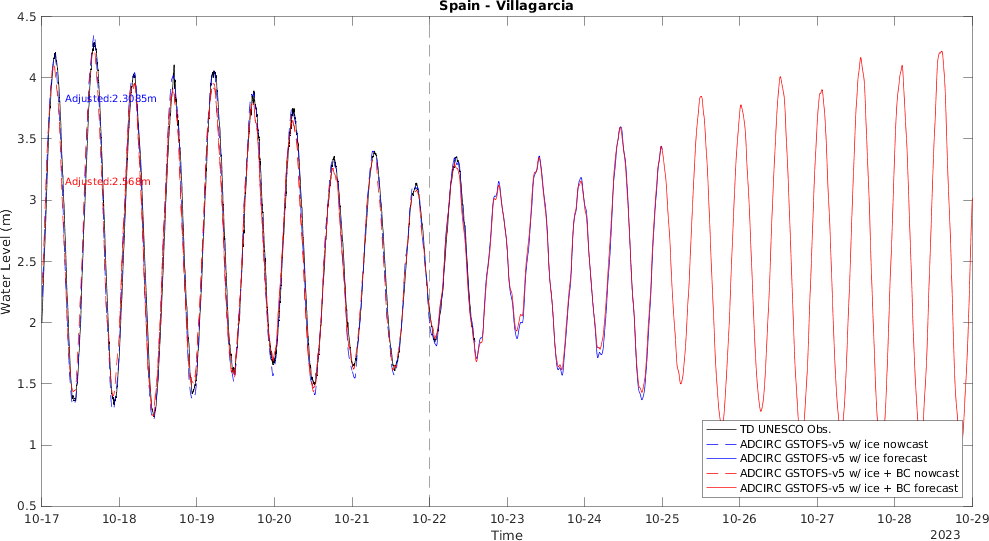 Spain - Villagarcia
4.5
4
3.5
3
2.5
2
1.5
1
0.5
Water Level (m)
Adjusted:2.3085m
Adjusted:2.568m
TD UNESCO Obs.
ADCIRC GSTOFS-v5 w/ ice nowcast
ADCIRC GSTOFS-v5 w/ ice forecast
ADCIRC GSTOFS-v5 w/ ice + BC nowcast
ADCIRC GSTOFS-v5 w/ ice + BC forecast
10-17 10-18 10-19 10-20 10-21 10-22 10-23 10-24 10-25 10-26 10-27 10-28 10-29
Time
2023